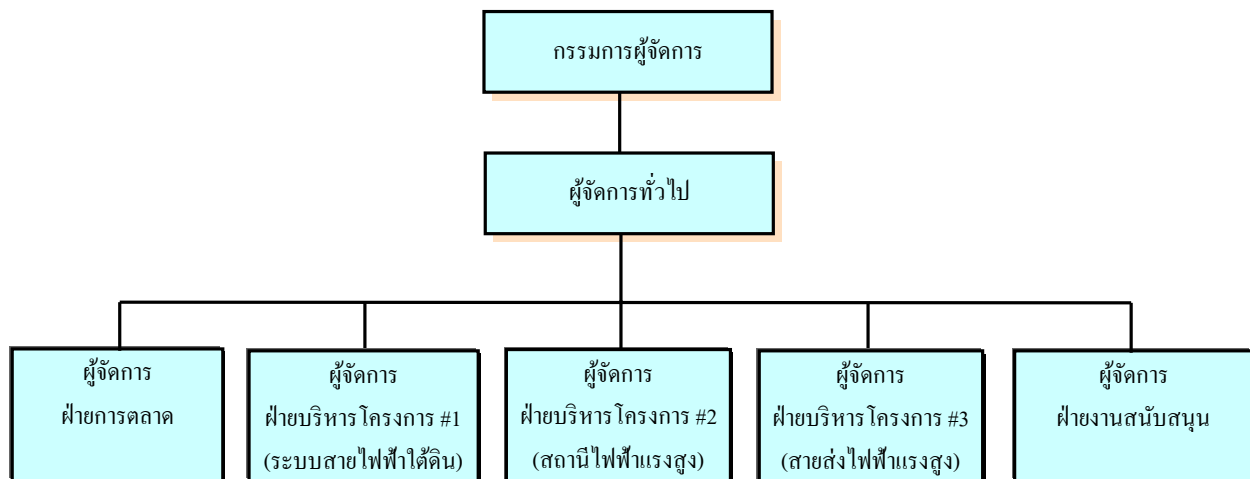 กรรมการผู้จัดการ
ผู้จัดการทั่วไป
ผู้จัดการ
ฝ่ายการตลาด
ผู้จัดการ
ฝ่ายบริหารโครงการ #1
(ระบบสายไฟฟ้าใต้ดิน)
ผู้จัดการ
ฝ่ายบริหารโครงการ #2
(สถานีไฟฟ้าแรงสูง)
ผู้จัดการ
ฝ่ายบริหารโครงการ #3
(สายส่งไฟฟ้าแรงสูง)
ผู้จัดการ
ฝ่ายงานสนับสนุน